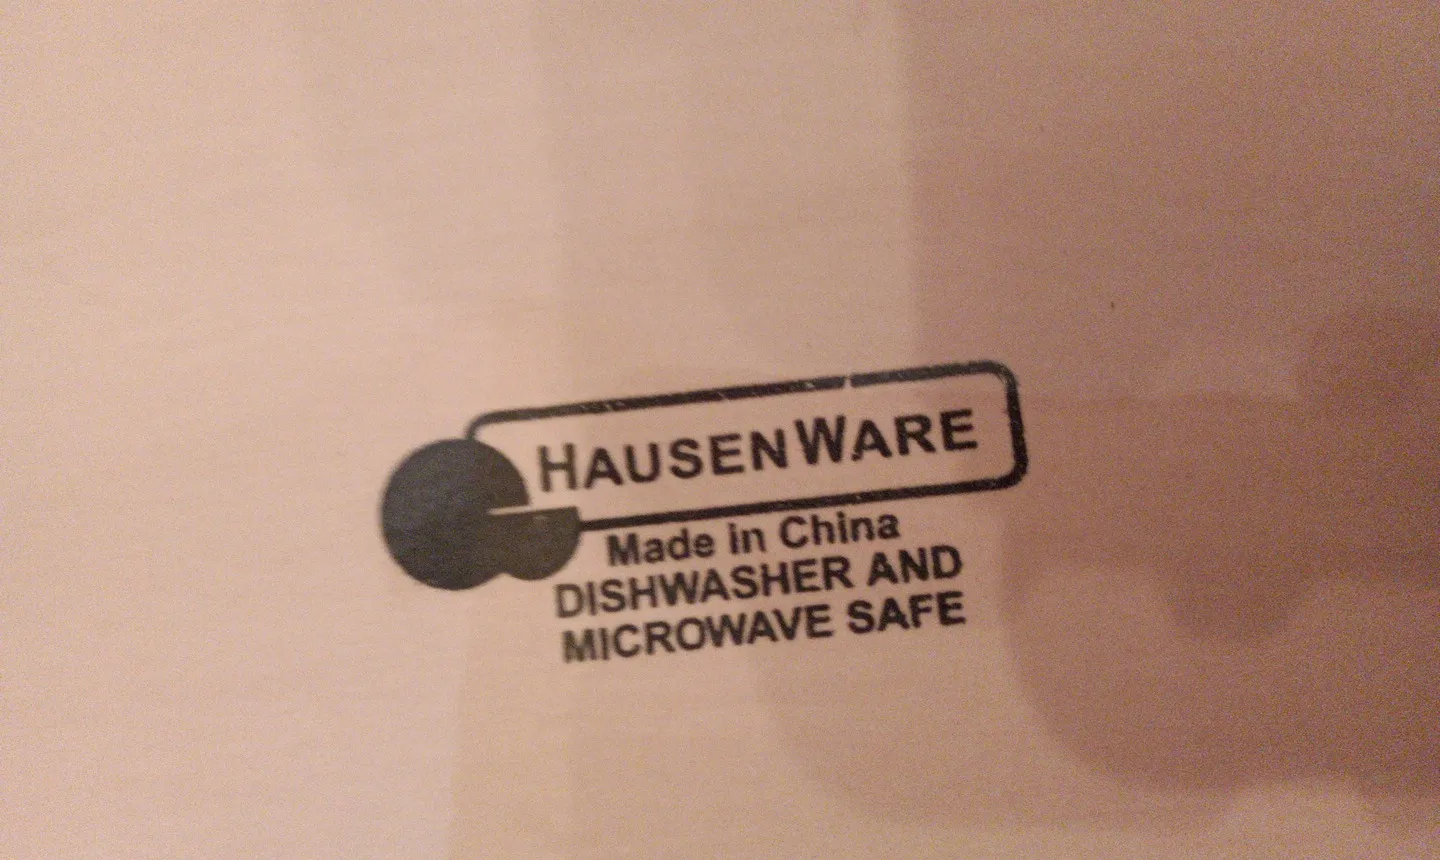 HAUSENWARE
Made in China
DISHWASHER AND
MICROWAVE SAFE